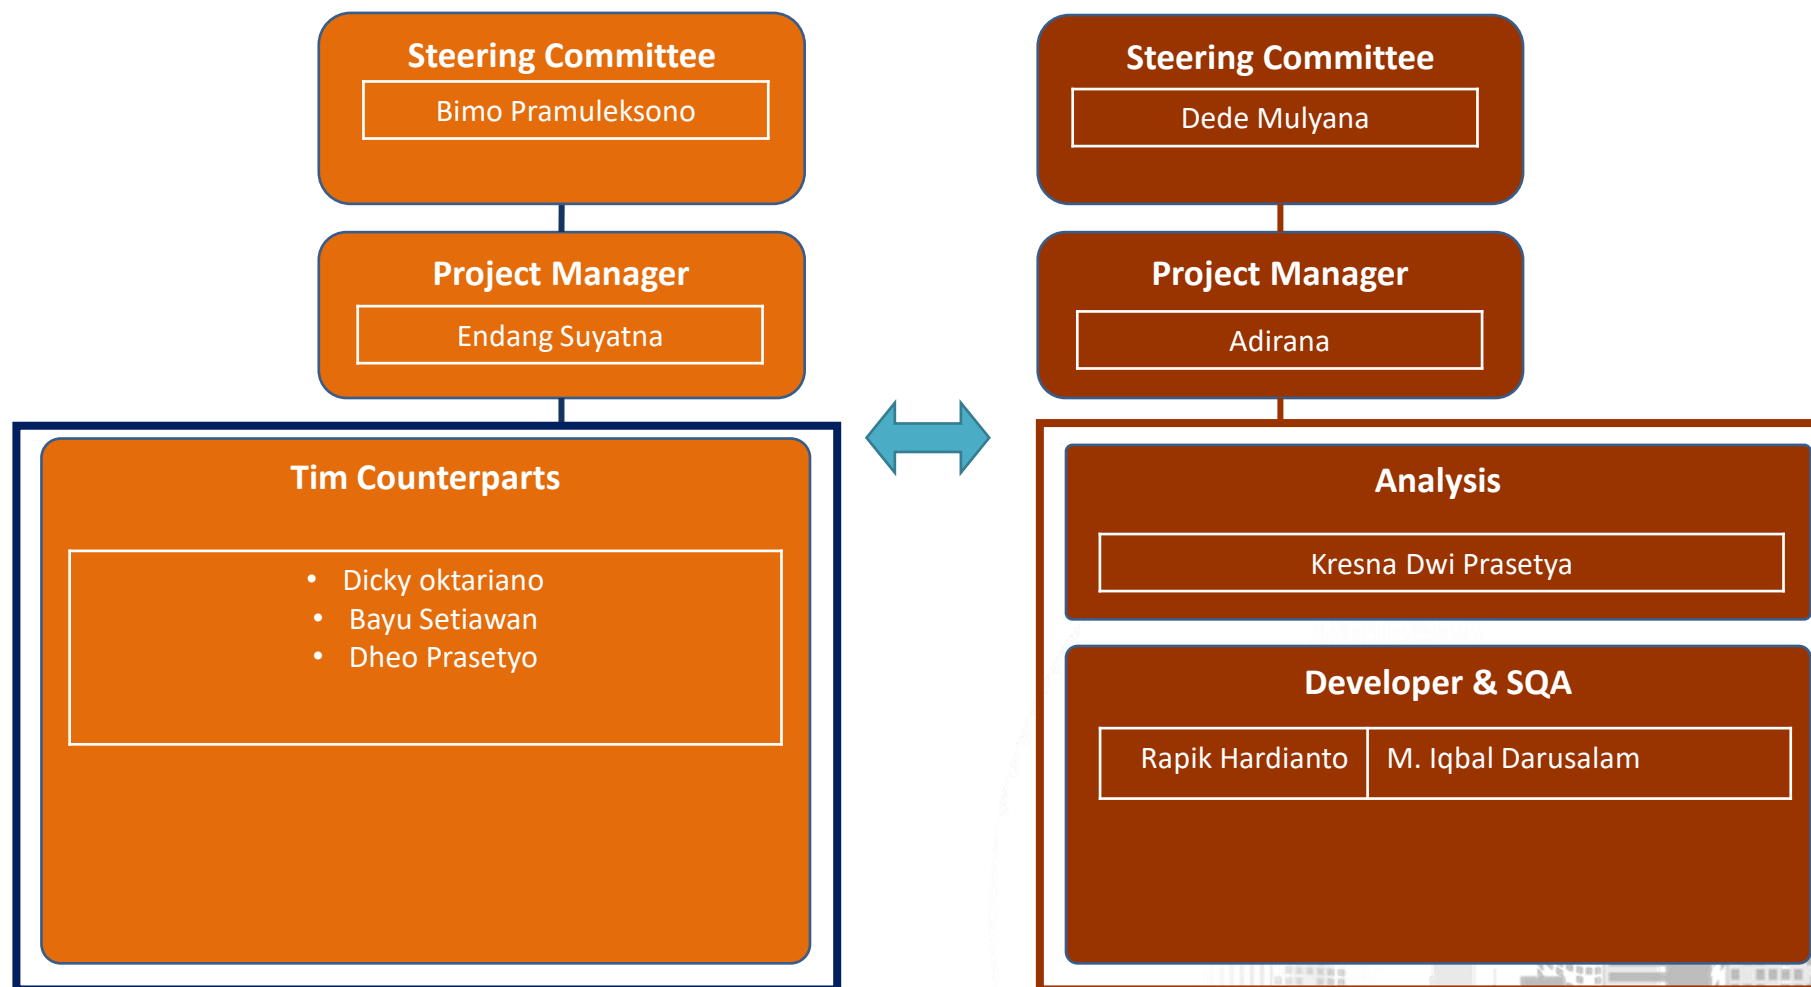 Steering Committee
Bimo Pramuleksono
Project Manager
Endang Suyatna
Tim Counterparts
• Dicky oktariano
• Bayu Setiawan
• Dheo Prasetyo
Steering Committee
Dede Mulyana
Project Manager
Adirana
Analysis
Kresna Dwi Prasetya
Developer & SQA
Rapik Hardianto
M. Iqbal Darusalam